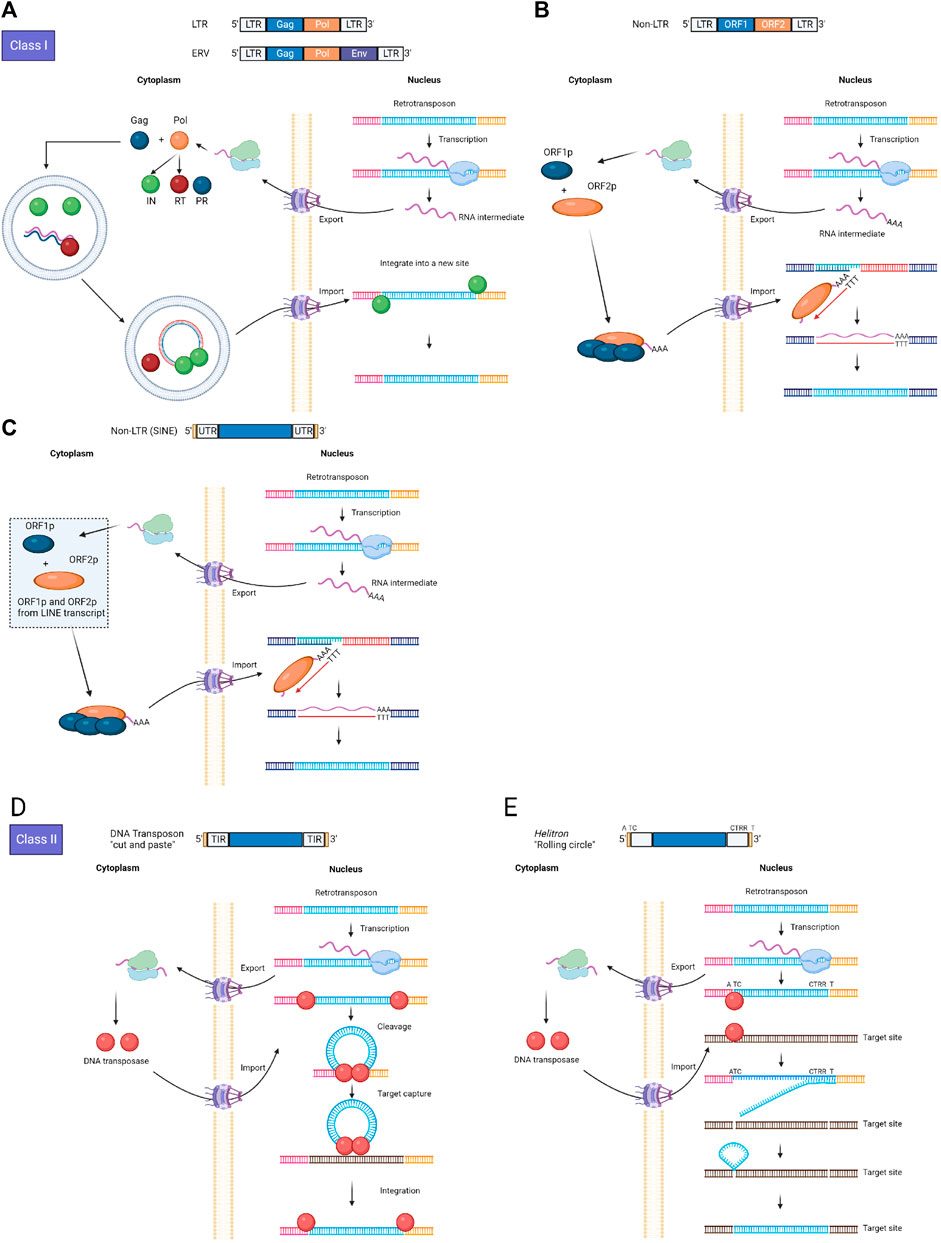 A
Class I
LTR 5' LTR Gag Pol LTR 3'
ERV 5' LTR Gag Pol Env LTR 3'
Cytoplasm
Nucleus
Retrotransposon
Transcription
Gag
Pol
+
IN RT PR
Export
RNA intermediate
Import
Integrate into a new site
B
Non-LTR 5' LTR ORF1 ORF2 LTR 3'
Cytoplasm
Nucleus
Retrotransposon
Transcription
ORF1p
+
ORF2p
Export
AAA
RNA intermediate
Import
AAA
TTT
AAA
AAA
TTT
C
Non-LTR (SINE) 5' UTR UTR 3'
Cytoplasm
Nucleus
Retrotransposon
Transcription
ORF1p
+
ORF2p
ORF1p and ORF2p
from LINE transcript
Export
RNA intermediate
AAA
Import
AAA
TTT
AAA
AAA
TTT
D
Class II
DNA Transposon
"cut and paste"
5' TIR TIR 3'
Cytoplasm
Nucleus
Retrotransposon
Transcription
Export
Cleavage
DNA transposase
Import
Target capture
Integration
E
Helitron
"Rolling circle"
A TC CTRR T
5' 3'
Cytoplasm
Nucleus
Retrotransposon
Transcription
Export
A TC CTRR T
DNA transposase
Import
Target site
ATC CTRR T
Target site
Target site
Target site